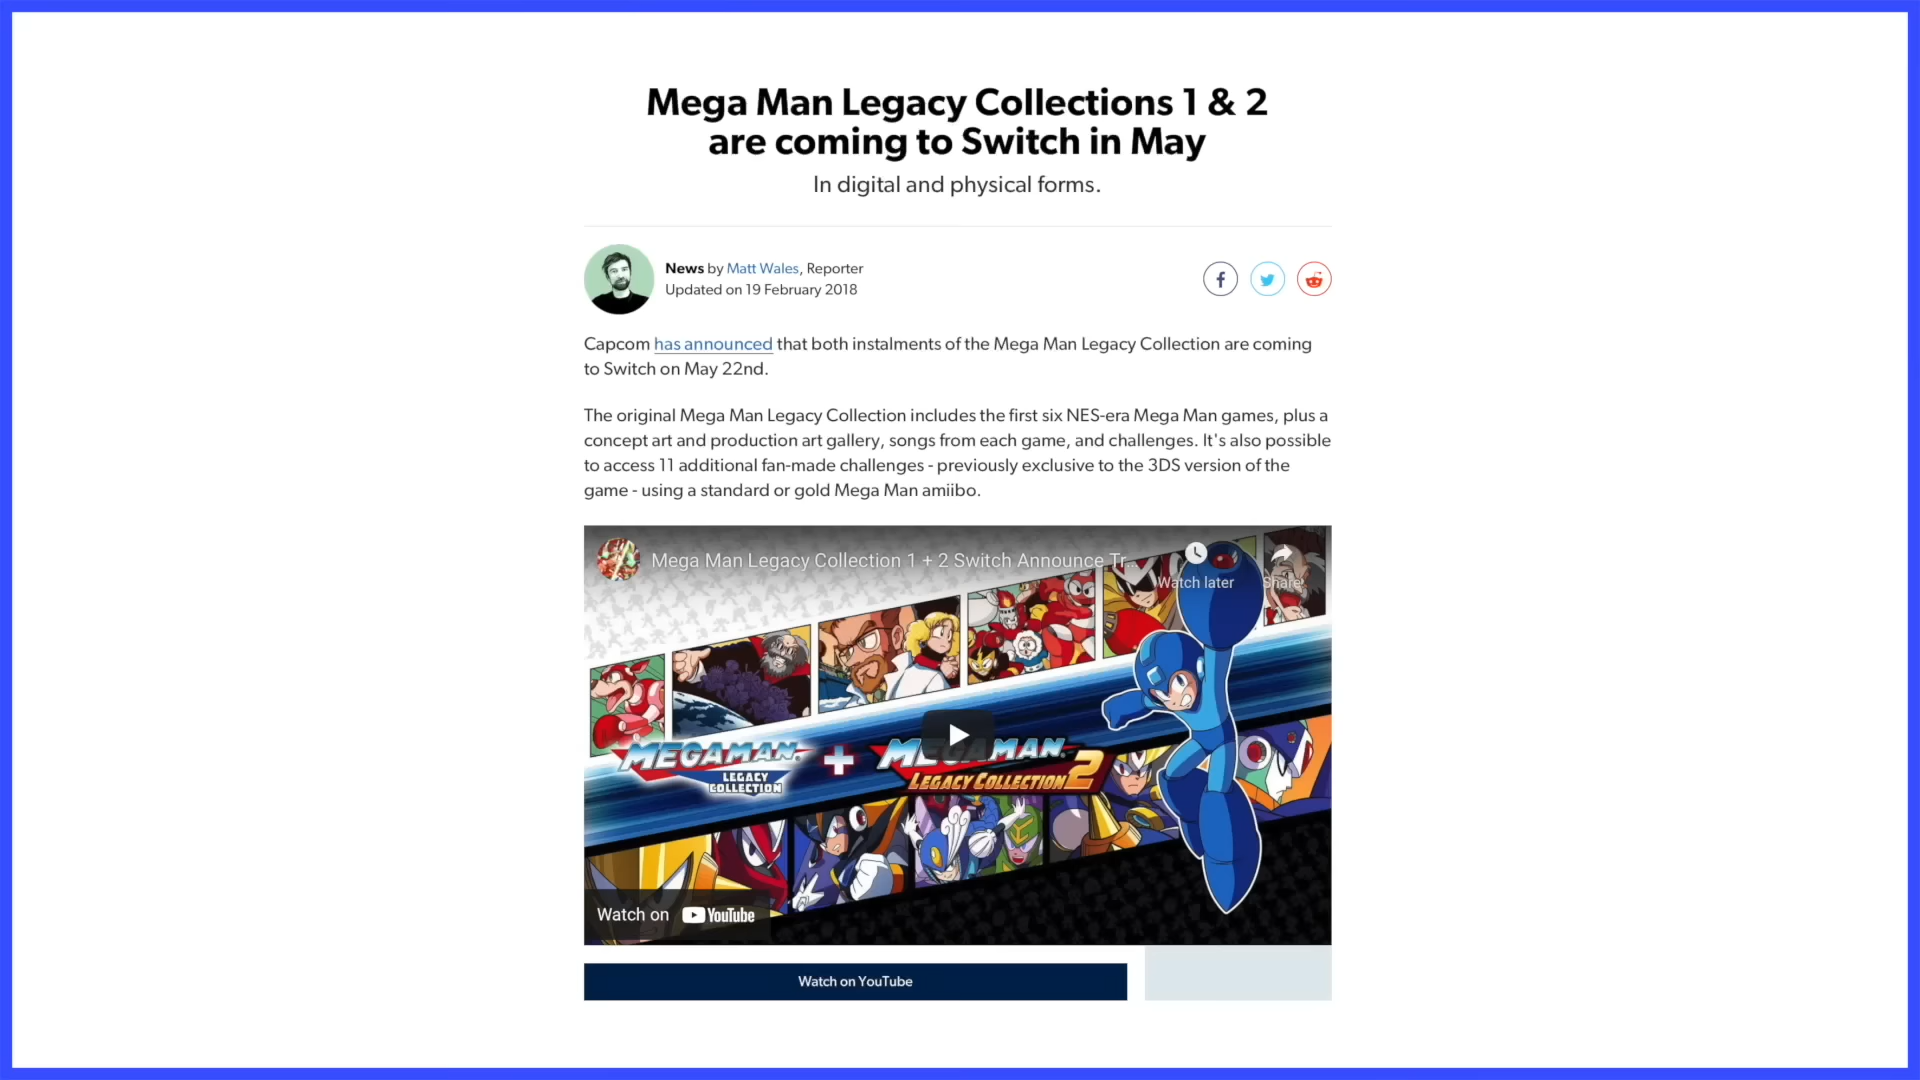 Mega Man Legacy Collections 1 & 2
are coming to Switch in May
In digital and physical forms.
News by Matt Wales, Reporter
Updated on 19 February 2018
Capcom has announced that both instalments of the Mega Man Legacy Collection are coming
to Switch on May 22nd.
The original Mega Man Legacy Collection includes the first six NES-era Mega Man games, plus a
concept art and production art gallery, songs from each game, and challenges. It's also possible
to access 11 additional fan-made challenges - previously exclusive to the 3DS version of the
game - using a standard or gold Mega Man amiibo.
Mega Man Legacy Collection 1 + 2 Switch Announce Tr...
Watch later
Share
MEGAMAN
LEGACY
COLLECTION
+
MEGAMAN
LEGACY COLLECTION 2
Watch on YouTube
Watch on YouTube